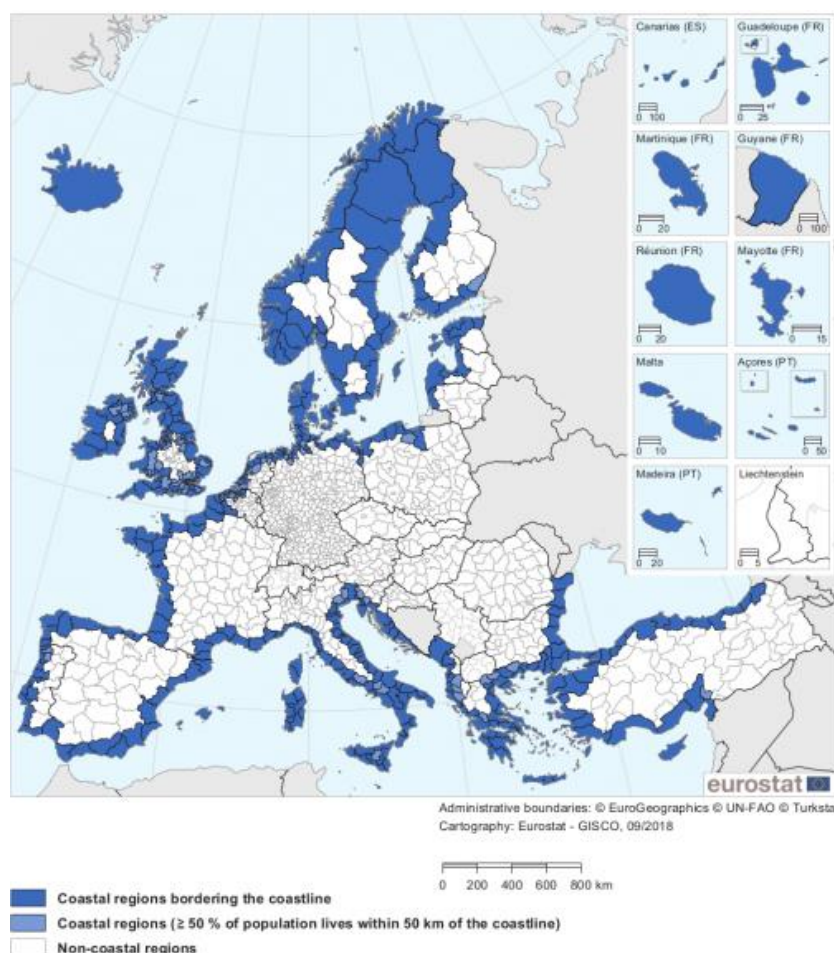 Canarias (ES)
0 100
Guadeloupe (FR)
0 25
Martinique (FR)
0 20
Guyane (FR)
0 100
Réunion (FR)
0 20
Mayotte (FR)
0 15
Malta
0 10
Açores (PT)
0 50
Madeira (PT)
0 20
Liechtenstein
0 5
eurostat
Administrative boundaries: © EuroGeographics © UN-FAO © Turksta
Cartography: Eurostat - GISCO, 09/2018
0 200 400 600 800 km
Coastal regions bordering the coastline
Coastal regions (≥ 50 % of population lives within 50 km of the coastline)
Non-coastal regions